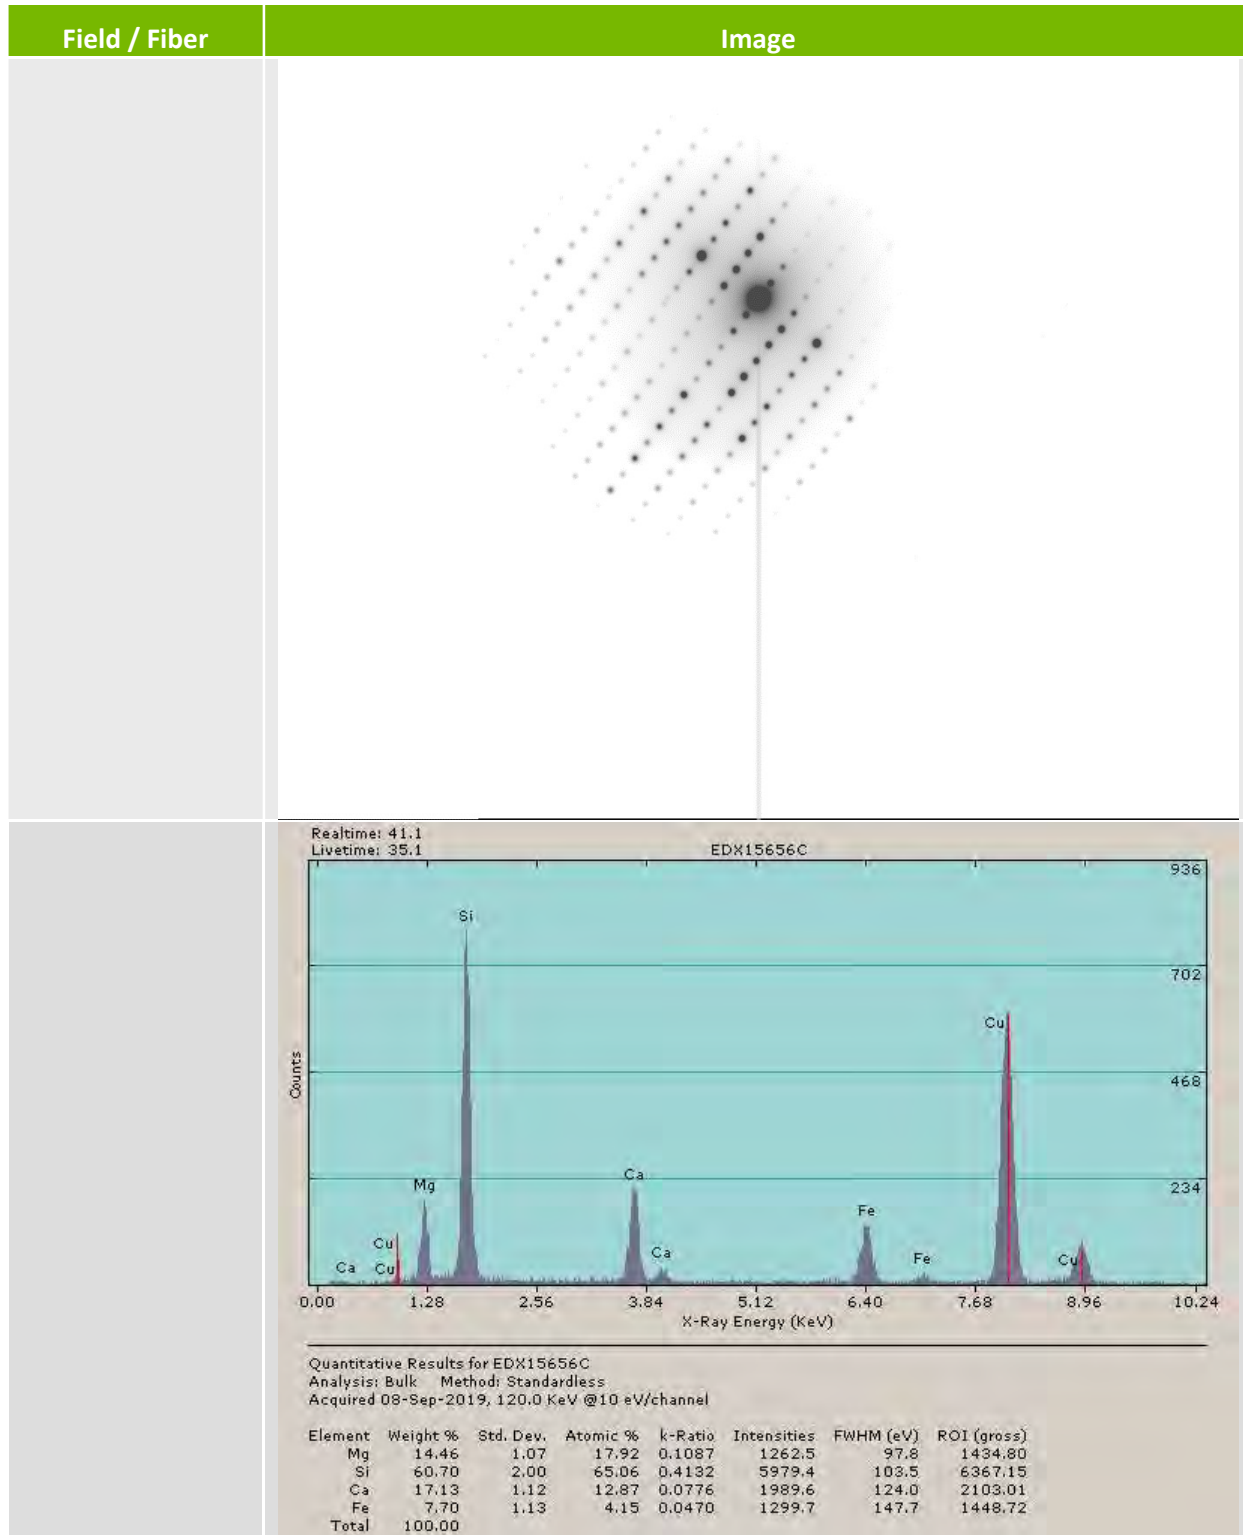 Field / Fiber Image
Realtime: 41.1
Livetime: 35.1
EDX15656C
936
702
468
234
Counts
Si
Cu
Mg
Ca
Fe
Cu
Ca
Fe
Cu
Ca
Cu
0.00 1.28 2.56 3.84 5.12 6.40 7.68 8.96 10.24
X-Ray Energy (KeV)
Quantitative Results for EDX15656C
Analysis: Bulk Method: Standardless
Acquired 08-Sep-2019, 120.0 KeV @10 eV/channel
Element Weight % Std. Dev. Atomic % k-Ratio Intensities FWHM (eV) ROI (gross)
Mg 14.46 1.07 17.92 0.1087 1262.5 97.8 1434.80
Si 60.70 2.00 65.06 0.4132 5979.4 103.5 6367.15
Ca 17.13 1.12 12.87 0.0776 1989.6 124.0 2103.01
Fe 7.70 1.13 4.15 0.0470 1299.7 147.7 1448.72
Total 100.00